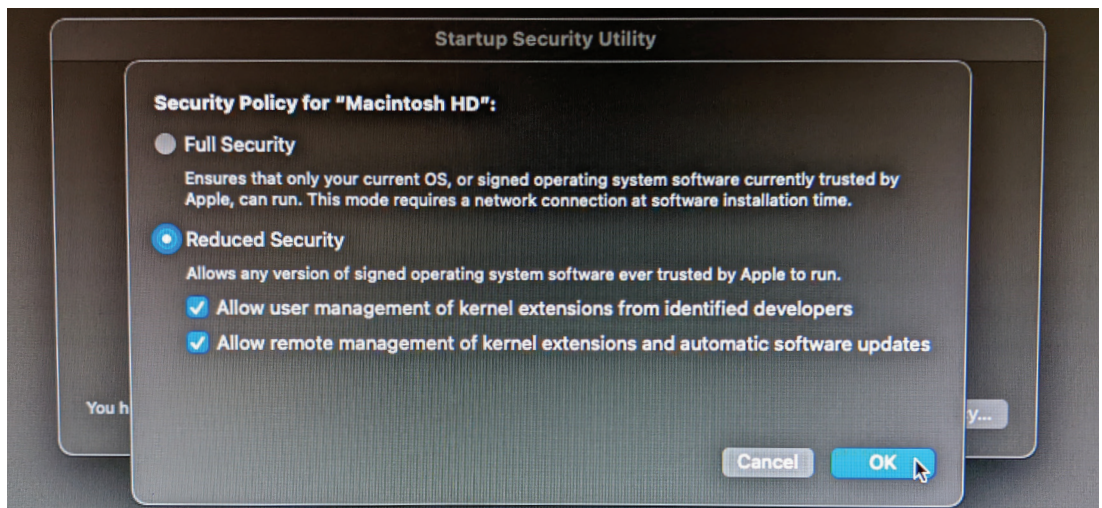 Startup Security Utility
Security Policy for "Macintosh HD":
Full Security
Ensures that only your current OS, or signed operating system software currently trusted by
Apple, can run. This mode requires a network connection at software installation time.
Reduced Security
Allows any version of signed operating system software ever trusted by Apple to run.
Allow user management of kernel extensions from identified developers
Allow remote management of kernel extensions and automatic software updates
You h
y...
Cancel
OK